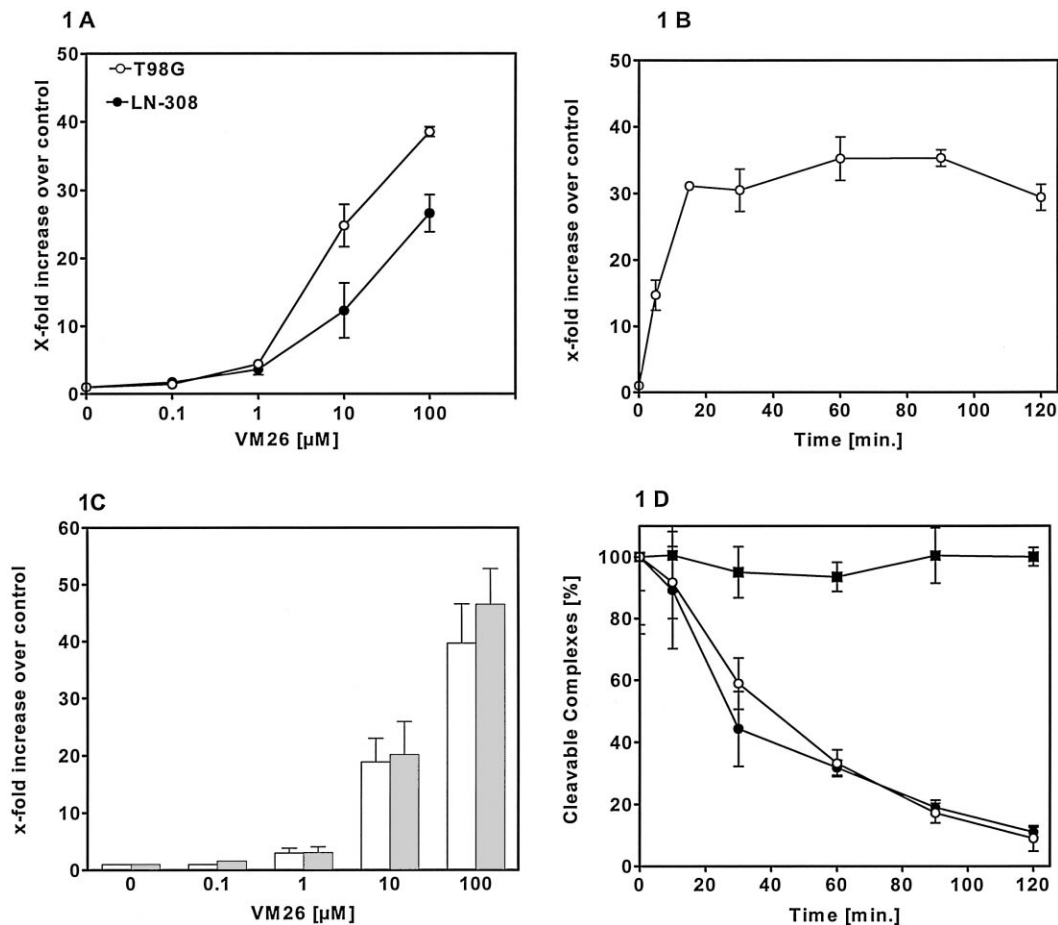 1 A
X-fold increase over control
50
40
30
20
10
0
T98G
LN-308
0 0.1 1 10 100
VM26 [µM]
1 B
x-fold increase over control
50
40
30
20
10
0
0 20 40 60 80 100 120
Time [min.]
1C
x-fold increase over control
60
50
40
30
20
10
0
0 0.1 1 10 100
VM26 [µM]
1 D
Cleavable Complexes [%]
100
80
60
40
20
0
0 20 40 60 80 100 120
Time [min.]